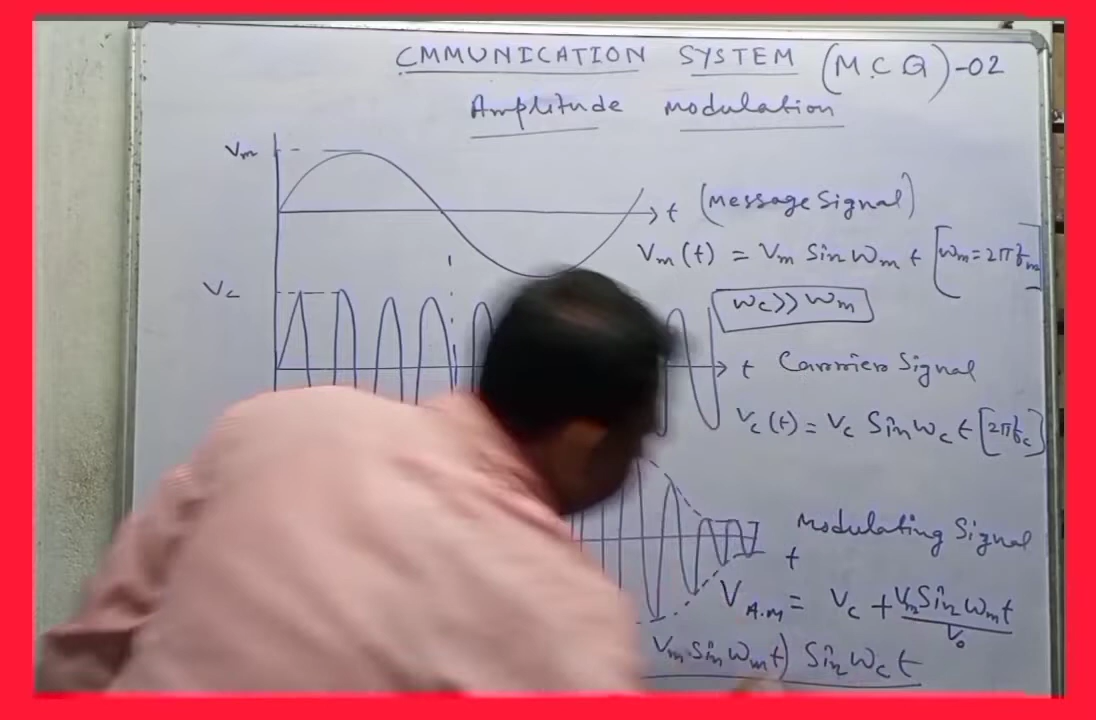 CMMUNICATION SYSTEM (M.C.Q)-02
Amplitude Modulation
Vm
t (Message Signal)
Vm(t) = Vm Sin ωm t [ωm = 2πfm]
Vc
ωc >> ωm
t Carrier Signal
Vc(t) = Vc Sin ωc t [2πfc]
Modulating Signal
t
VA.M = Vc + Vm Sin ωm t
Vm Sin ωm t) Sin ωc t